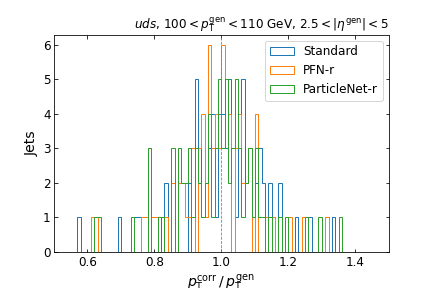 uds, 100 < p_T^gen < 110 GeV, 2.5 < |η^gen| < 5
6
5
4
3
2
1
0
Jets
Standard
PFN-r
ParticleNet-r
0.6 0.8 1.0 1.2 1.4
p_T^corr / p_T^gen